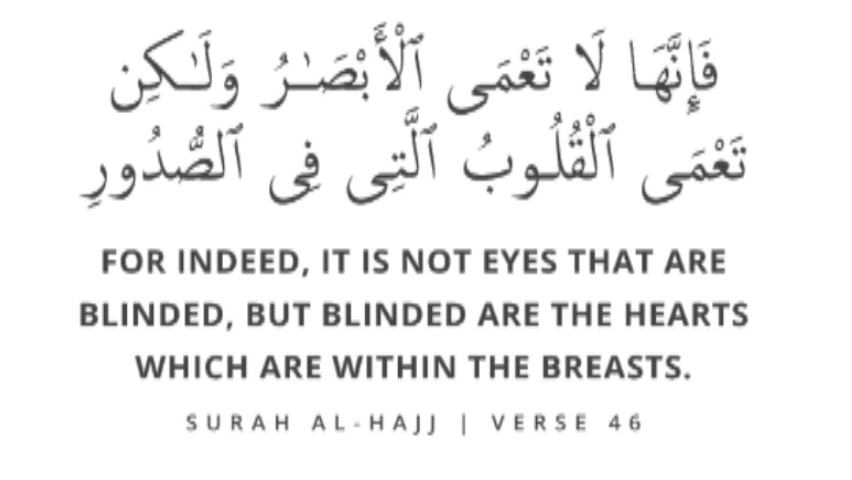 فَإِنَّهَا لَا تَعْمَى ٱلْأَبْصَـٰرُ وَلَـٰكِن
تَعْمَى ٱلْقُلُوبُ ٱلَّتِى فِى ٱلصُّدُورِ
FOR INDEED, IT IS NOT EYES THAT ARE
BLINDED, BUT BLINDED ARE THE HEARTS
WHICH ARE WITHIN THE BREASTS.
SURAH AL-HAJJ | VERSE 46